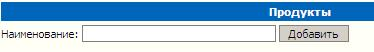 Продукты
Наименование: Добавить